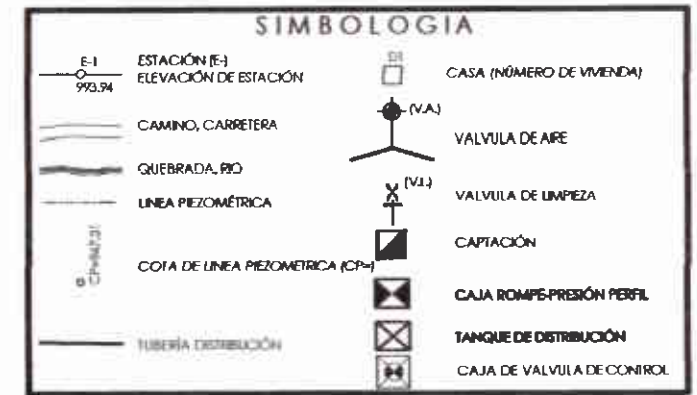 SIMBOLOGIA
E-1
993.94
ESTACIÓN (E-)
ELEVACIÓN DE ESTACIÓN
CAMINO, CARRETERA
QUEBRADA, RIO
LINEA PIEZOMÉTRICA
COTA DE LINEA PIEZOMETRICA (CP=)
TUBERÍA DISTRIBUCIÓN
CASA (NÚMERO DE VIVIENDA)
(V.A.)
VALVULA DE AIRE
(V.L.)
VALVULA DE LIMPIEZA
CAPTACIÓN
CAJA ROMPE-PRESIÓN PERFIL
TANQUE DE DISTRIBUCIÓN
CAJA DE VALVULA DE CONTROL